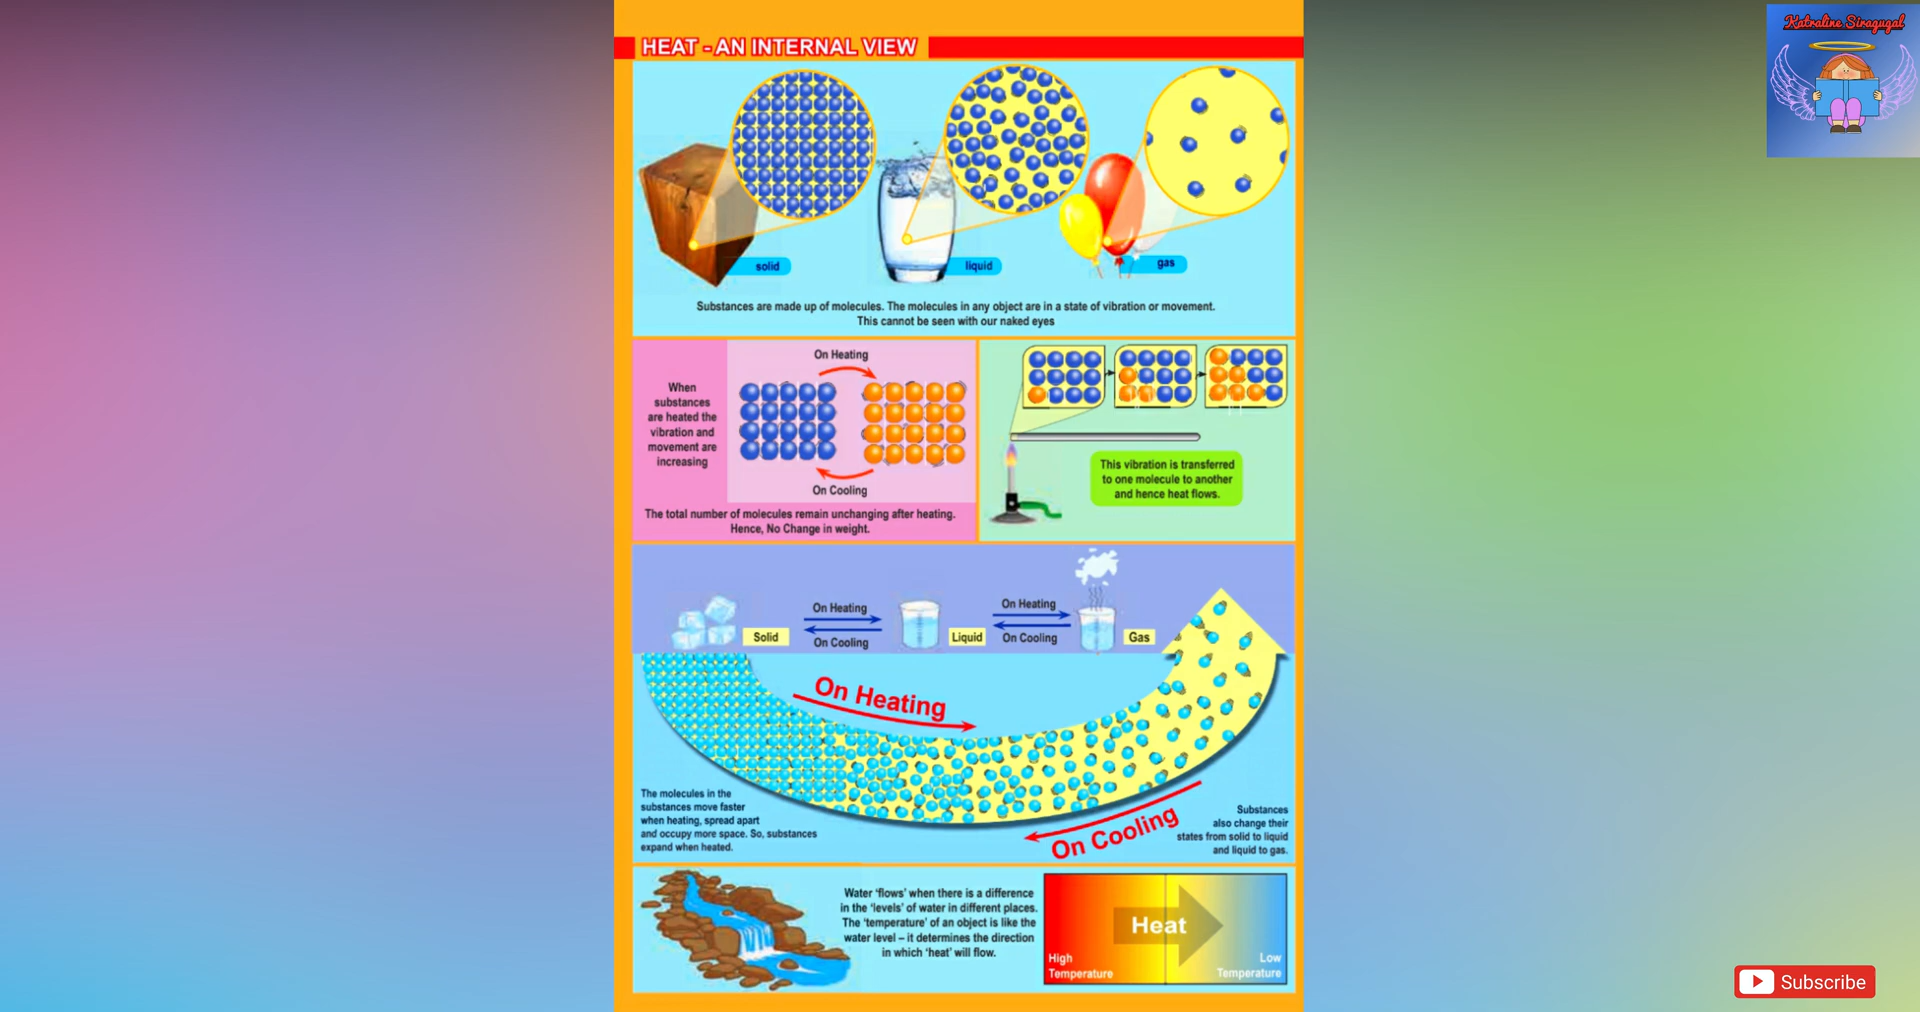 Katraline Siragugal
HEAT - AN INTERNAL VIEW
solid
liquid
gas
Substances are made up of molecules. The molecules in any object are in a state of vibration or movement.
This cannot be seen with our naked eyes
When
substances
are heated the
vibration and
movement are
increasing
On Heating
On Cooling
The total number of molecules remain unchanging after heating.
Hence, No Change in weight.
This vibration is transferred
to one molecule to another
and hence heat flows.
Solid
On Heating
On Cooling
Liquid
On Heating
On Cooling
Gas
On Heating
On Cooling
The molecules in the
substances move faster
when heating, spread apart
and occupy more space. So, substances
expand when heated.
Substances
also change their
states from solid to liquid
and liquid to gas.
Water ‘flows’ when there is a difference
in the ‘levels’ of water in different places.
The ‘temperature’ of an object is like the
water level – it determines the direction
in which ‘heat’ will flow.
Heat
High
Temperature
Low
Temperature
Subscribe